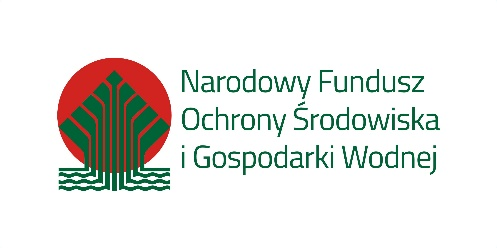 Narodowy Fundusz
Ochrony Środowiska
i Gospodarki Wodnej